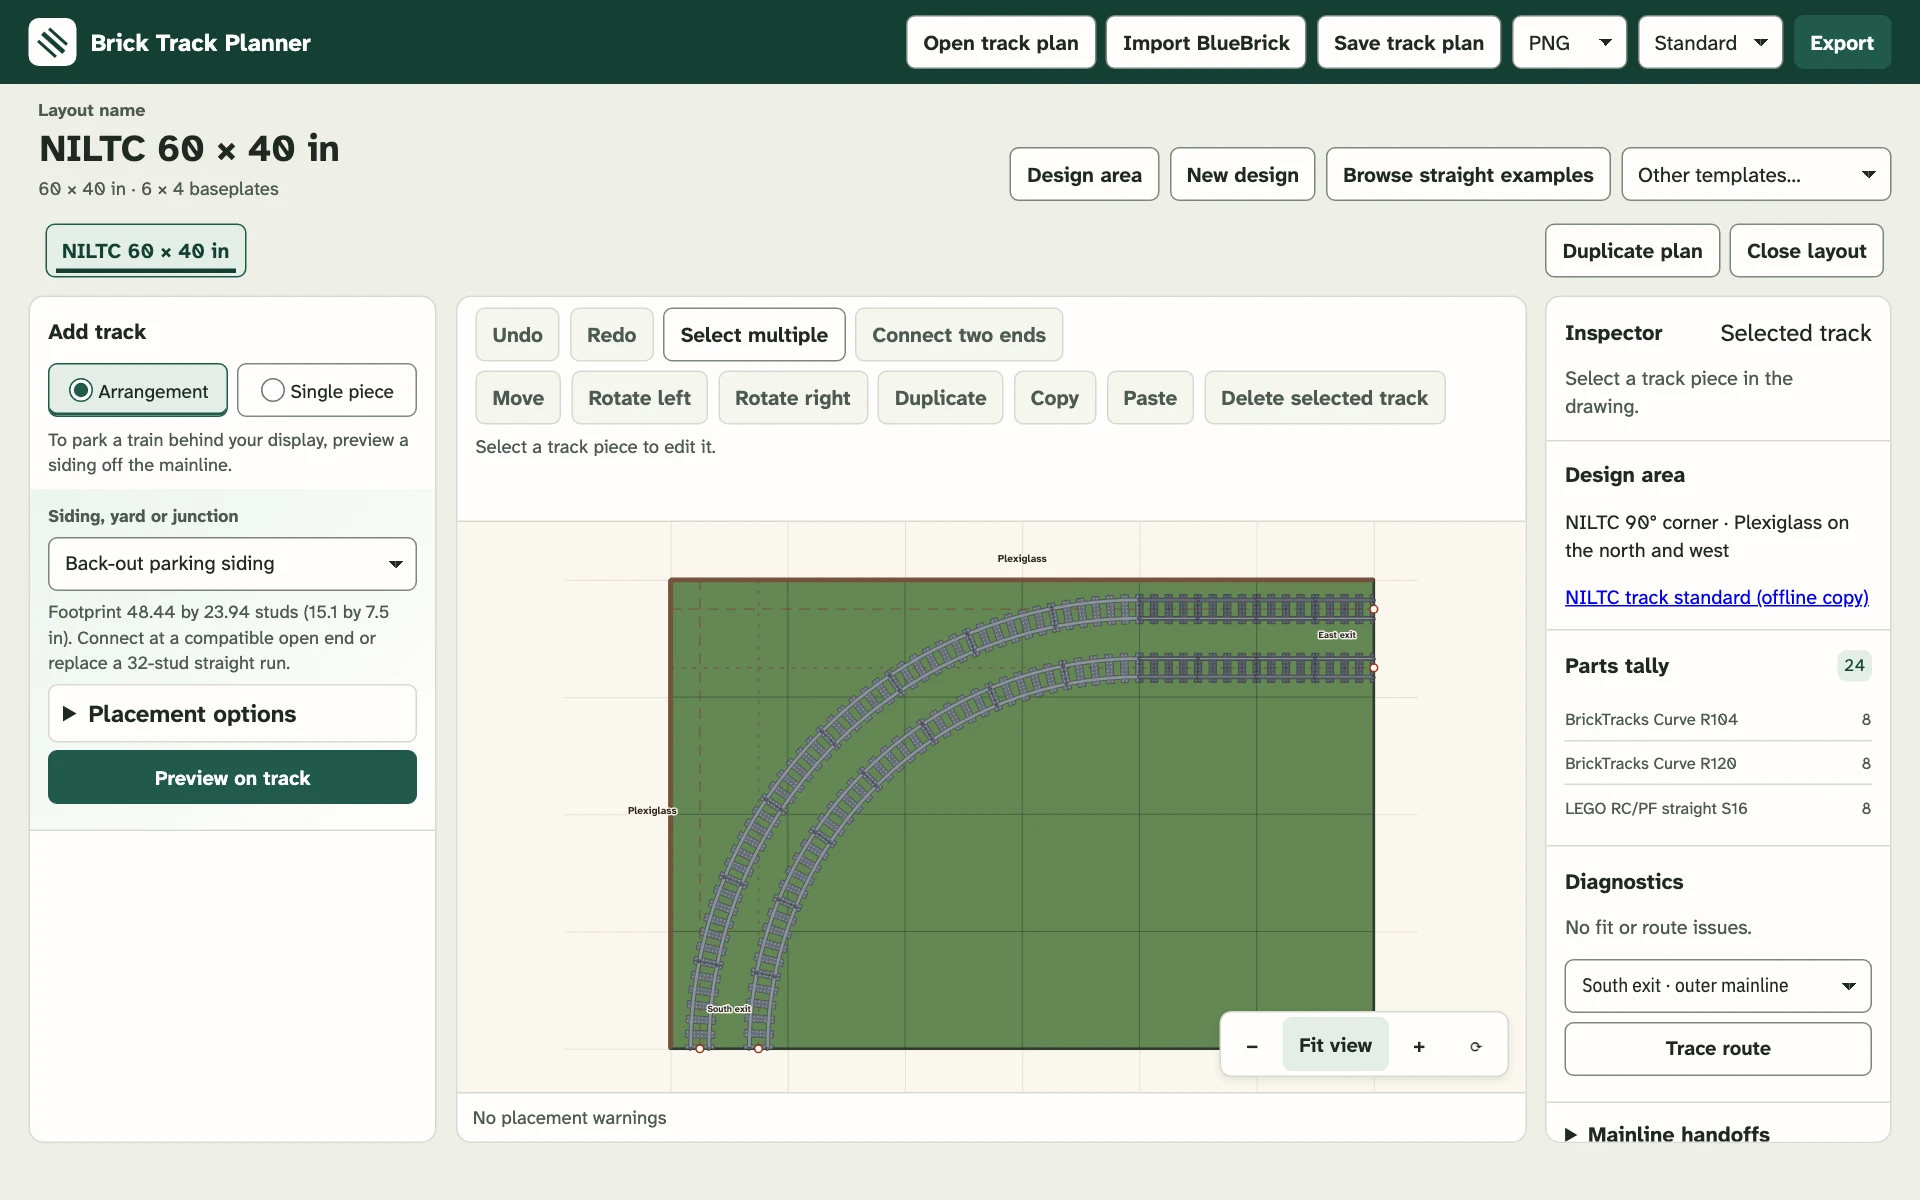 Brick Track Planner
Open track plan
Import BlueBrick
Save track plan
PNG
Standard
Export
Layout name
NILTC 60 × 40 in
60 × 40 in · 6 × 4 baseplates
Design area
New design
Browse straight examples
Other templates...
NILTC 60 × 40 in
Duplicate plan
Close layout
Add track
Arrangement
Single piece
To park a train behind your display, preview a
siding off the mainline.
Siding, yard or junction
Back-out parking siding
Footprint 48.44 by 23.94 studs (15.1 by 7.5
in). Connect at a compatible open end or
replace a 32-stud straight run.
Placement options
Preview on track
Undo
Redo
Select multiple
Connect two ends
Move
Rotate left
Rotate right
Duplicate
Copy
Paste
Delete selected track
Select a track piece to edit it.
Plexiglass
East exit
Plexiglass
South exit
−
Fit view
+
⟳
No placement warnings
Inspector
Selected track
Select a track piece in the
drawing.
Design area
NILTC 90° corner · Plexiglass on
the north and west
NILTC track standard (offline copy)
Parts tally
24
BrickTracks Curve R104
8
BrickTracks Curve R120
8
LEGO RC/PF straight S16
8
Diagnostics
No fit or route issues.
South exit · outer mainline
Trace route
Mainline handoffs